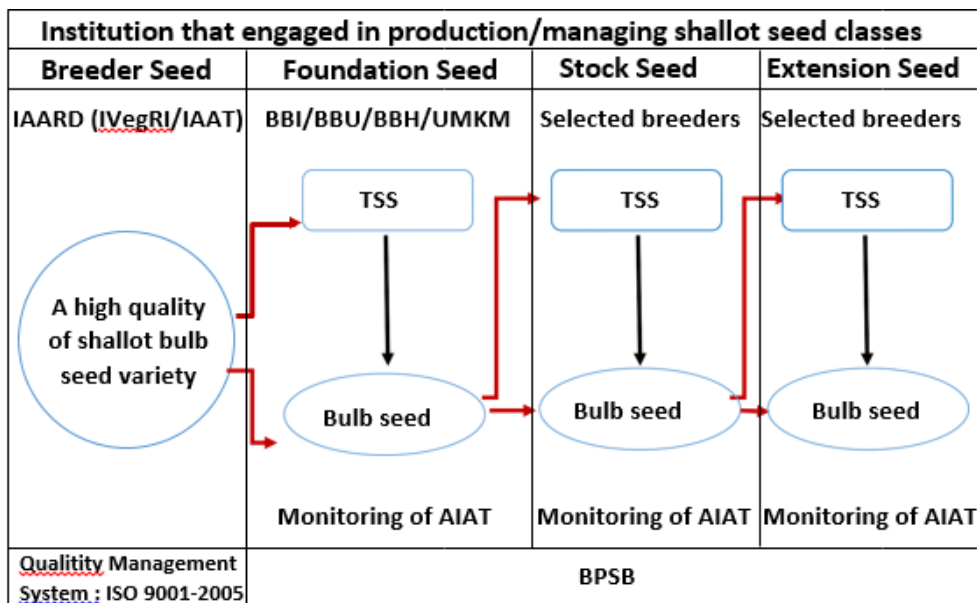 Institution that engaged in production/managing shallot seed classes
Breeder Seed
Foundation Seed
Stock Seed
Extension Seed
IAARD (IVegRI/IAAT)
BBI/BBU/BBH/UMKM
Selected breeders
Selected breeders
TSS
TSS
TSS
A high quality
of shallot bulb
seed variety
Bulb seed
Bulb seed
Bulb seed
Monitoring of AIAT
Monitoring of AIAT
Monitoring of AIAT
Qualitity Management
System : ISO 9001-2005
BPSB